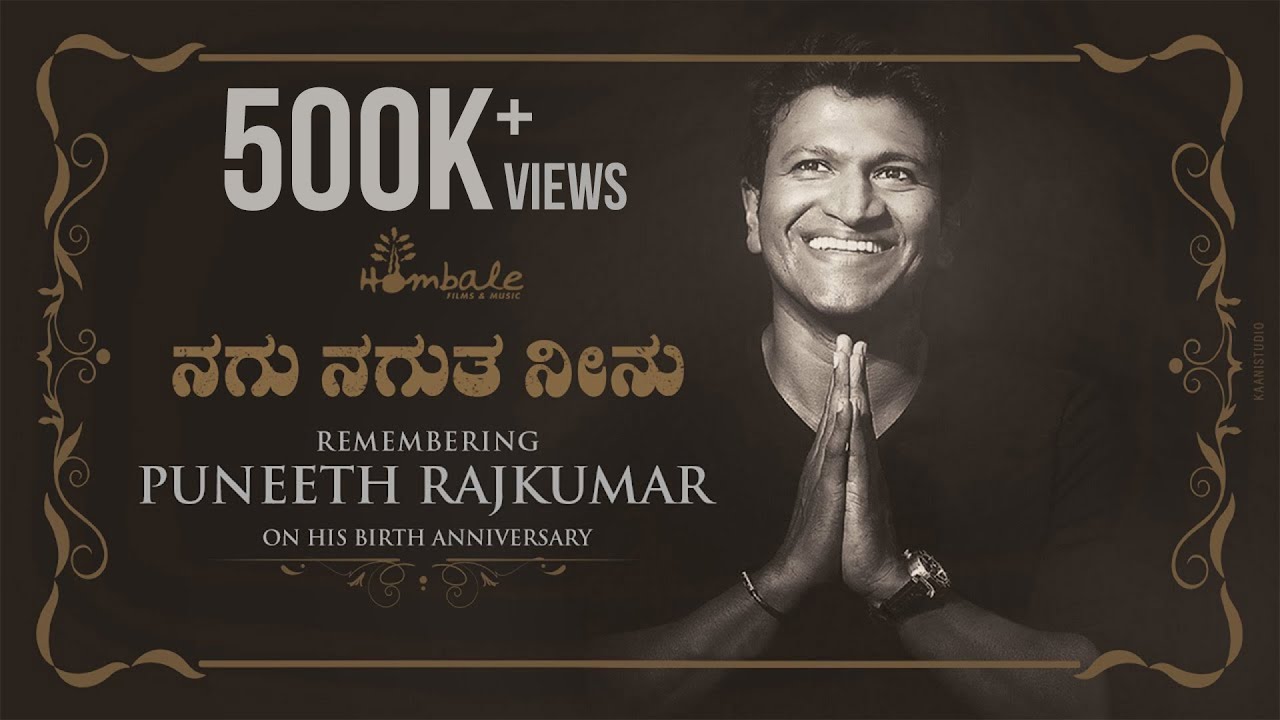 500K+
VIEWS
Hombale
FILMS & MUSIC
ನಗು ನಗುತ ನೀನು
REMEMBERING
PUNEETH RAJKUMAR
ON HIS BIRTH ANNIVERSARY
KAANISTUDIO